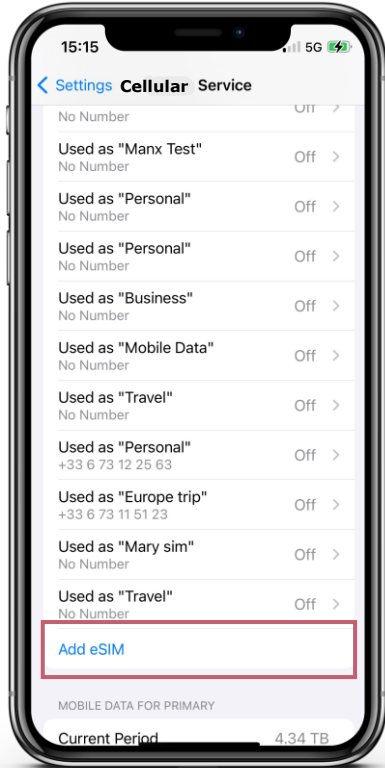 15:15
5G
Settings Cellular Service
Off
No Number
Used as "Manx Test"
Off
No Number
Used as "Personal"
Off
No Number
Used as "Personal"
Off
No Number
Used as "Business"
Off
No Number
Used as "Mobile Data"
Off
No Number
Used as "Travel"
Off
No Number
Used as "Personal"
Off
+33 6 73 12 25 63
Used as "Europe trip"
Off
+33 6 73 11 51 23
Used as "Mary sim"
Off
No Number
Used as "Travel"
Off
No Number
Add eSIM
MOBILE DATA FOR PRIMARY
Current Period 4.34 TB